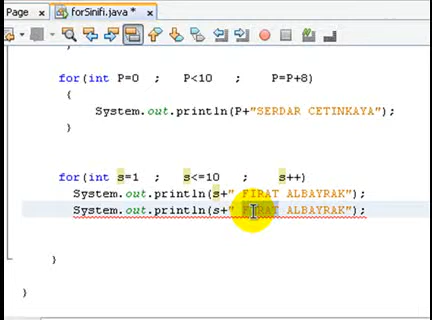 Page
forSinifi.java *
}
for(int P=0 ; P<10 ; P=P+8)
{
System.out.println(P+"SERDAR CETINKAYA");
}
for(int s=1 ; s<=10 ; s++)
System.out.println(s+" FIRAT ALBAYRAK");
System.out.println(s+" FIRAT ALBAYRAK");
}
}